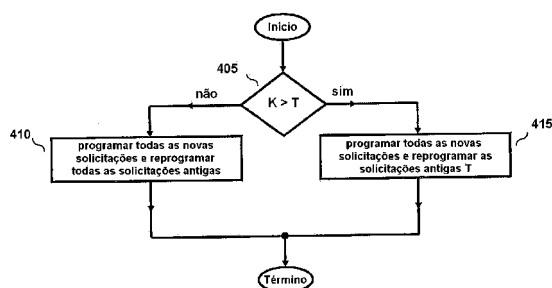 Início
405
K > T
não
sim
410
programar todas as novas
solicitações e reprogramar
todas as solicitações antigas
415
programar todas as novas
solicitações e reprogramar as
solicitações antigas T
Término